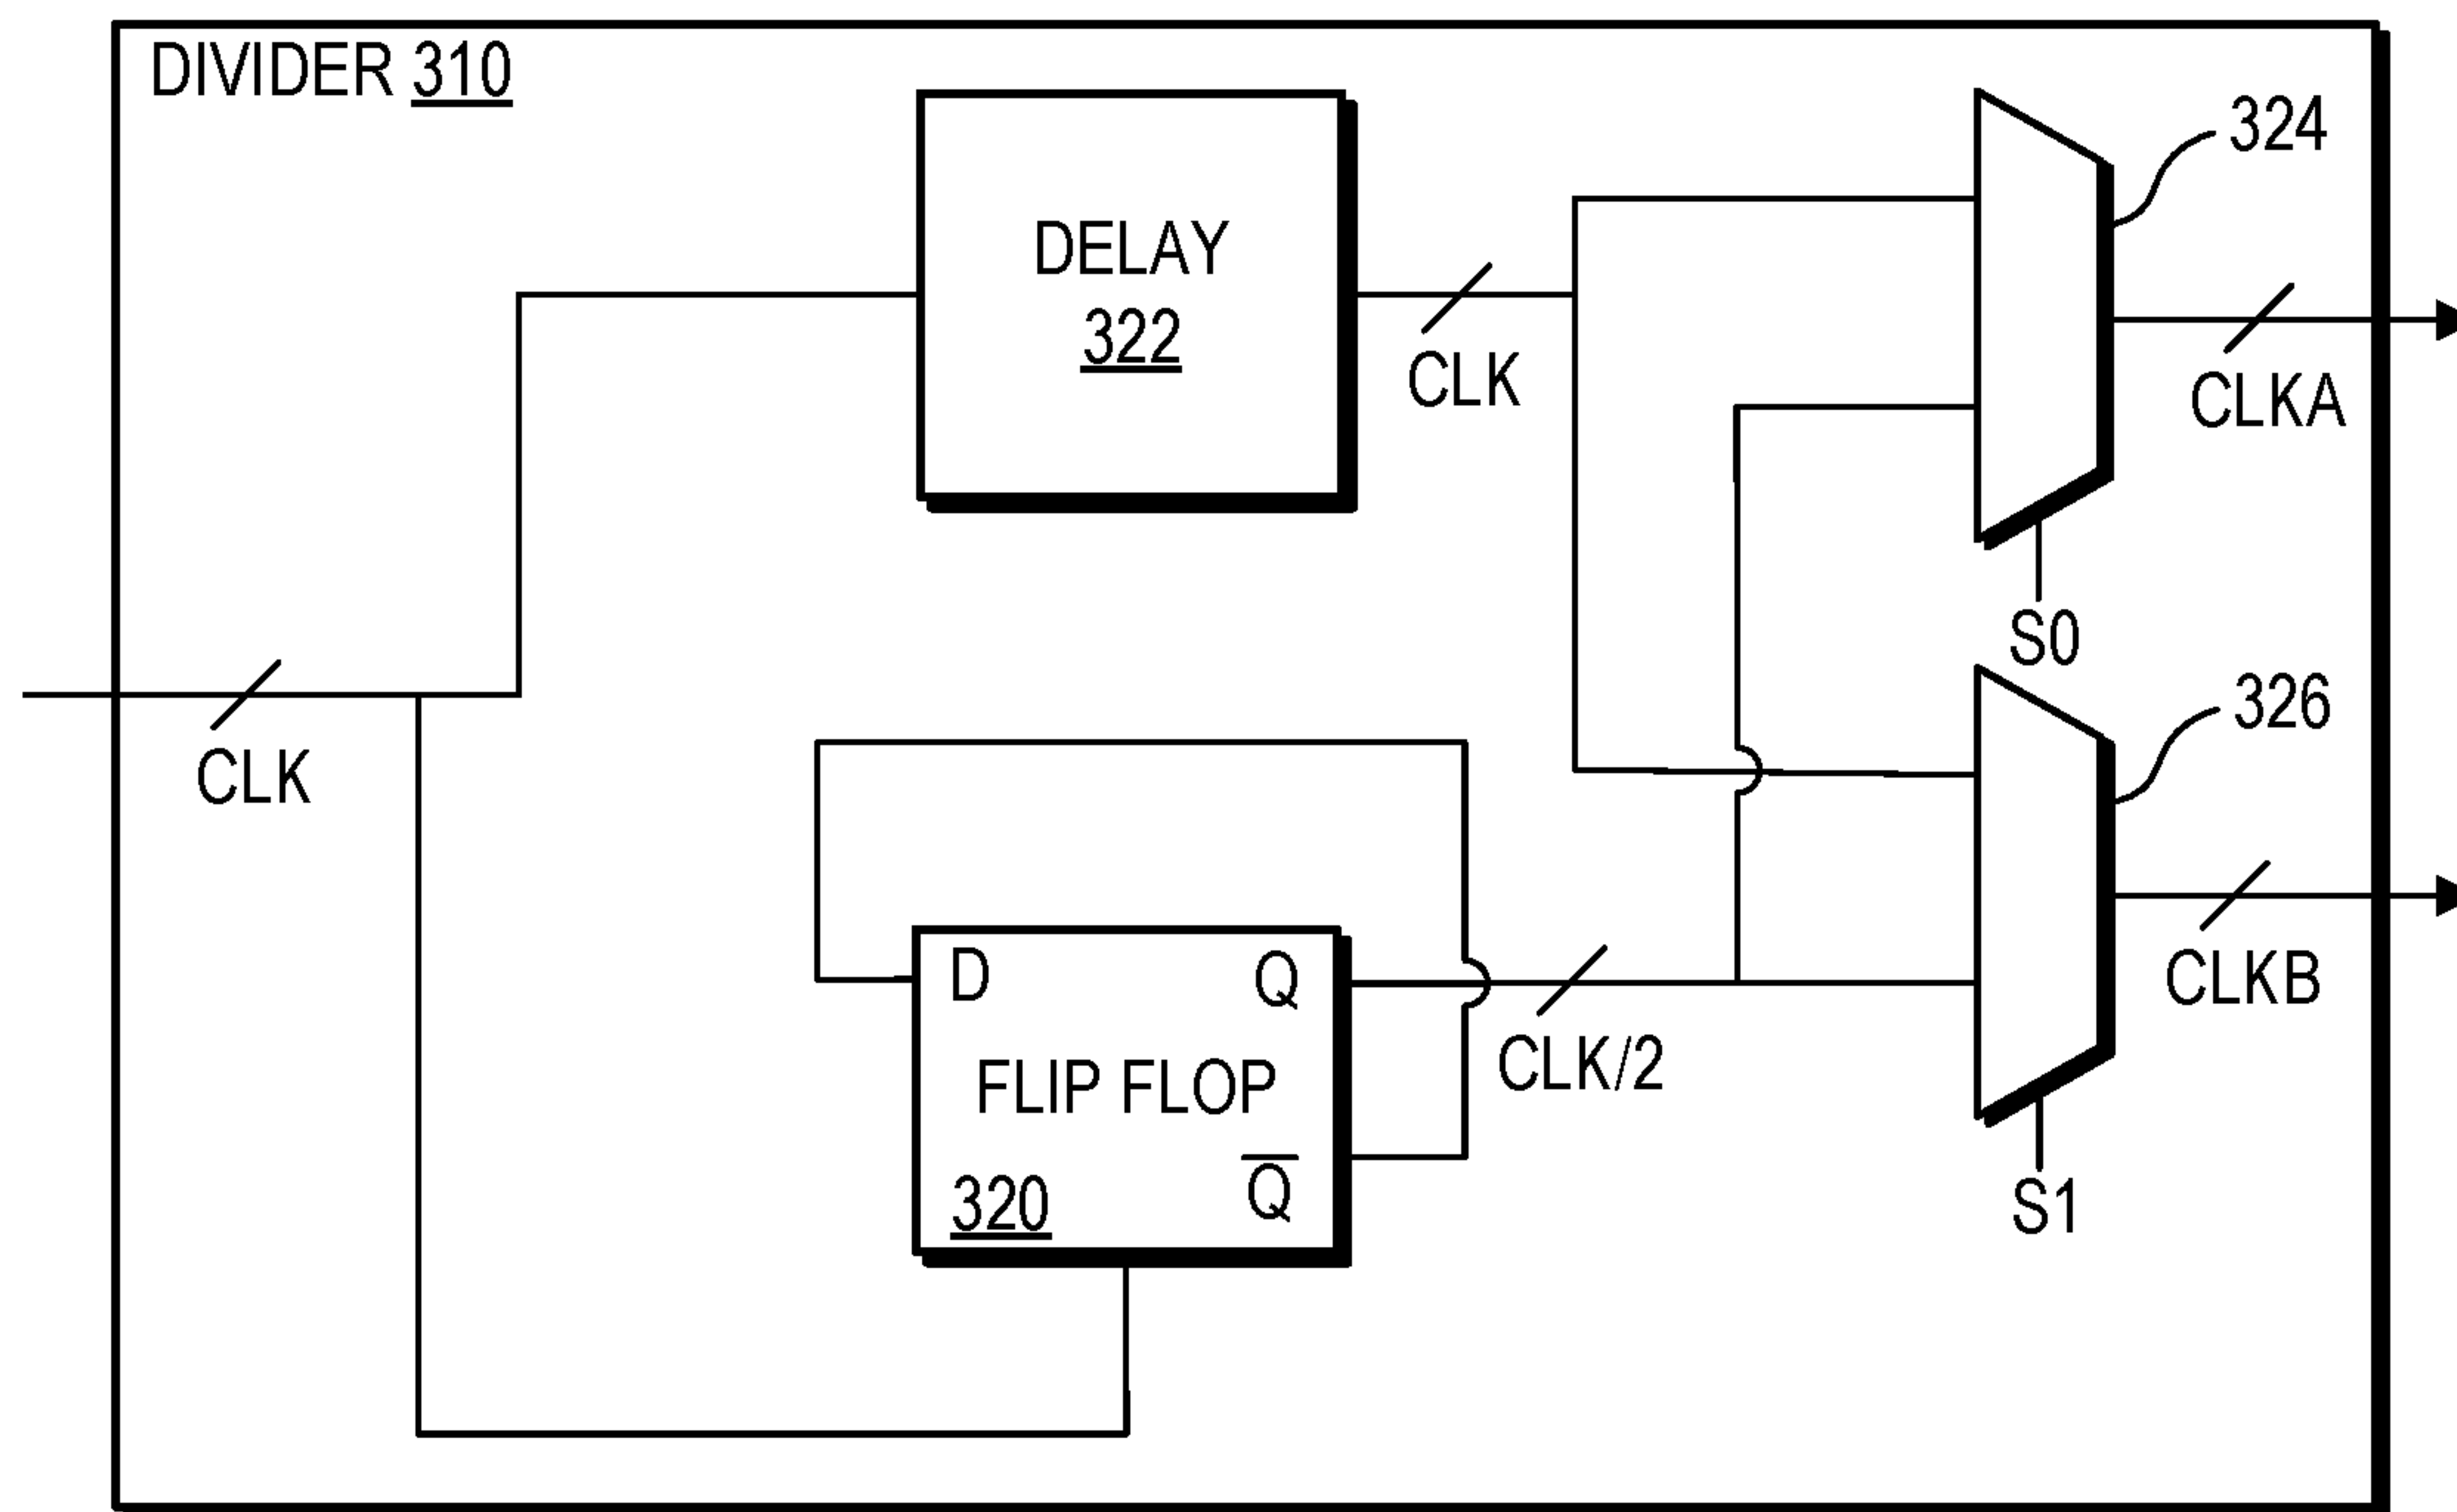 DIVIDER 310
324
DELAY
322
CLK
CLKA
S0
326
CLK
D
Q
CLKB
FLIP FLOP
CLK/2
320
Q̅
S1